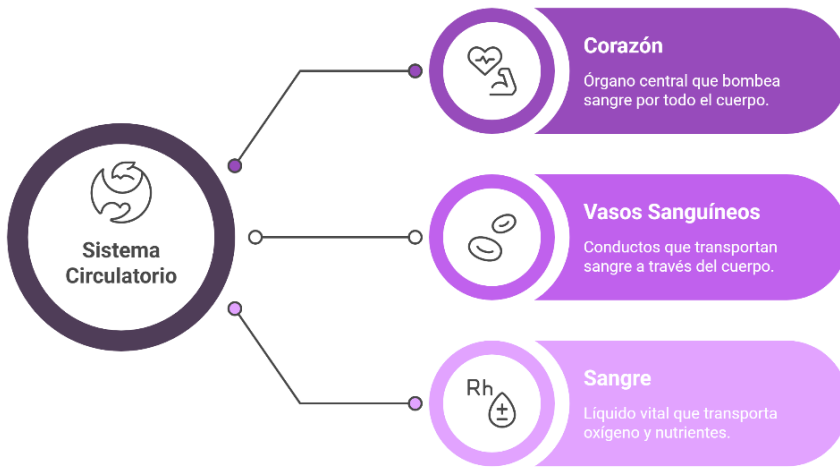 Sistema
Circulatorio
Corazón
Órgano central que bombea
sangre por todo el cuerpo.
Vasos Sanguíneos
Conductos que transportan
sangre a través del cuerpo.
Rh
Sangre
Líquido vital que transporta
oxígeno y nutrientes.